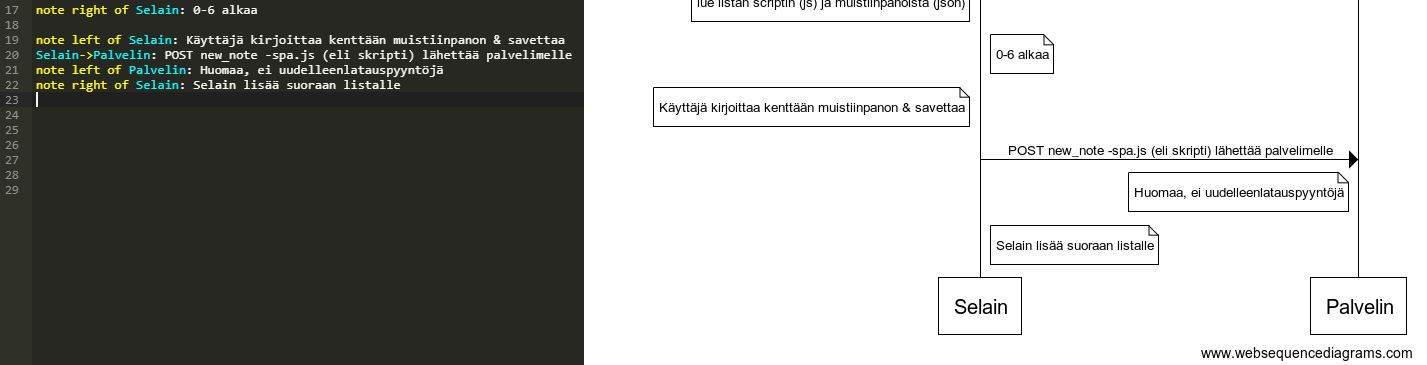 17 note right of Selain: 0-6 alkaa
18
19 note left of Selain: Käyttäjä kirjoittaa kenttään muistiinpanon & savettaa
20 Selain->Palvelin: POST new_note -spa.js (eli skripti) lähettää palvelimelle
21 note left of Palvelin: Huomaa, ei uudelleenlatauspyyntöjä
22 note right of Selain: Selain lisää suoraan listalle
23
24
25
26
27
28
29
lue listan scriptin (js) ja muistiinpanoista (json)
0-6 alkaa
Käyttäjä kirjoittaa kenttään muistiinpanon & savettaa
POST new_note -spa.js (eli skripti) lähettää palvelimelle
Huomaa, ei uudelleenlatauspyyntöjä
Selain lisää suoraan listalle
Selain
Palvelin
www.websequencediagrams.com